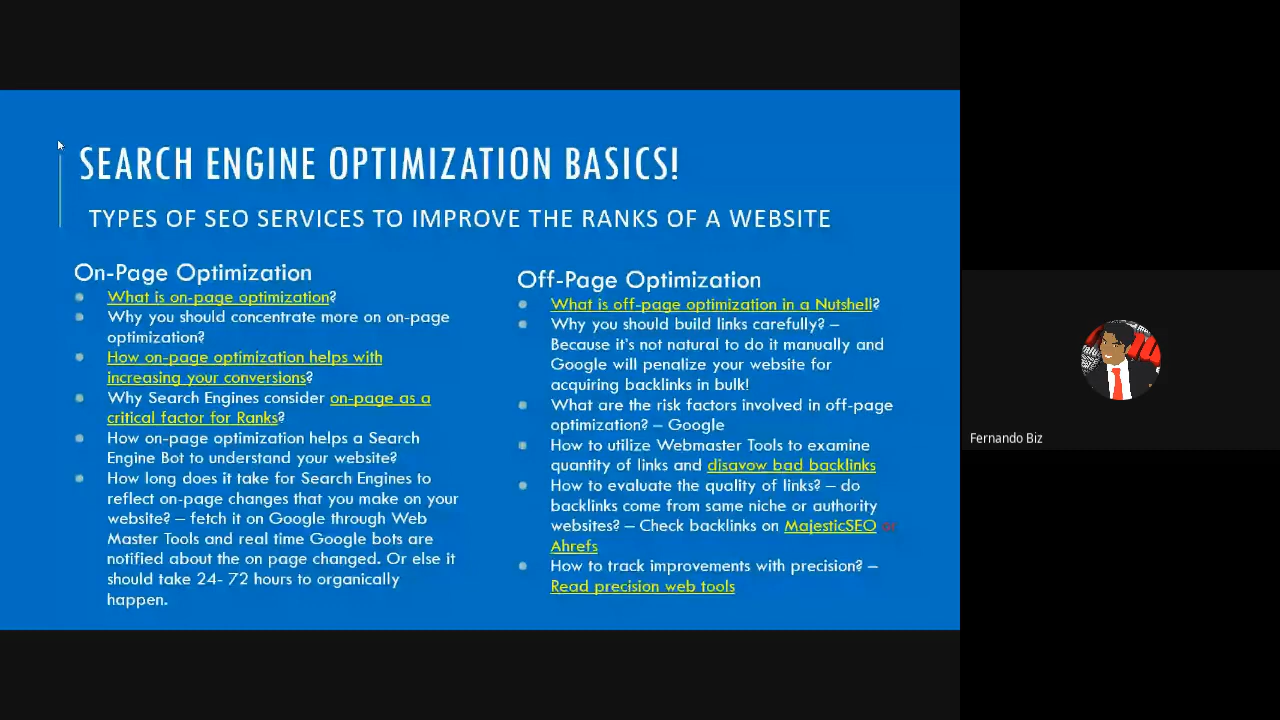 SEARCH ENGINE OPTIMIZATION BASICS!
TYPES OF SEO SERVICES TO IMPROVE THE RANKS OF A WEBSITE
On-Page Optimization
What is on-page optimization?
Why you should concentrate more on on-page
optimization?
How on-page optimization helps with
increasing your conversions?
Why Search Engines consider on-page as a
critical factor for Ranks?
How on-page optimization helps a Search
Engine Bot to understand your website?
How long does it take for Search Engines to
reflect on-page changes that you make on your
website? – fetch it on Google through Web
Master Tools and real time Google bots are
notified about the on page changed. Or else it
should take 24- 72 hours to organically
happen.
Off-Page Optimization
What is off-page optimization in a Nutshell?
Why you should build links carefully? –
Because it's not natural to do it manually and
Google will penalize your website for
acquiring backlinks in bulk!
What are the risk factors involved in off-page
optimization? – Google
How to utilize Webmaster Tools to examine
quantity of links and disavow bad backlinks
How to evaluate the quality of links? – do
backlinks come from same niche or authority
websites? – Check backlinks on MajesticSEO or
Ahrefs
How to track improvements with precision? –
Read precision web tools
Fernando Biz